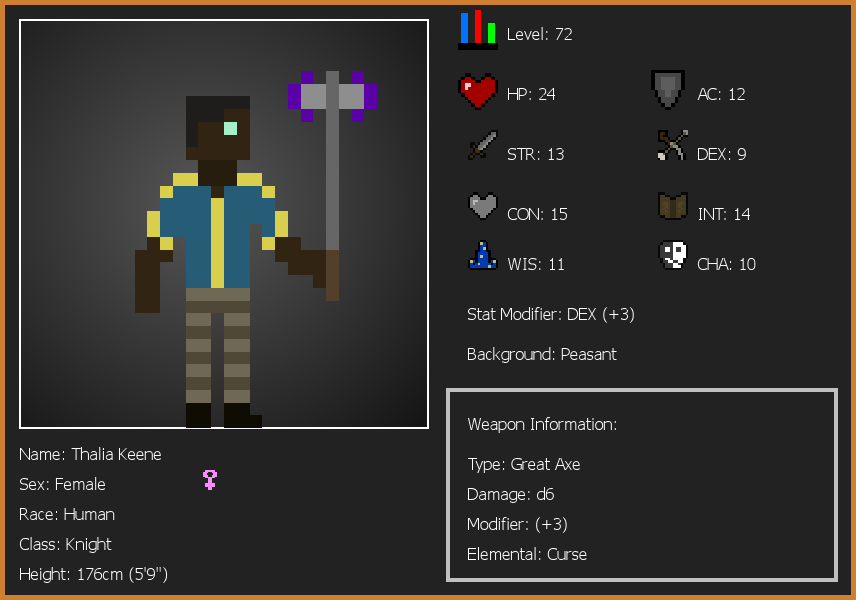 Level: 72
HP: 24
AC: 12
STR: 13
DEX: 9
CON: 15
INT: 14
WIS: 11
CHA: 10
Stat Modifier: DEX (+3)
Background: Peasant
Weapon Information:
Type: Great Axe
Damage: d6
Modifier: (+3)
Elemental: Curse
Name: Thalia Keene
Sex: Female
Race: Human
Class: Knight
Height: 176cm (5'9")